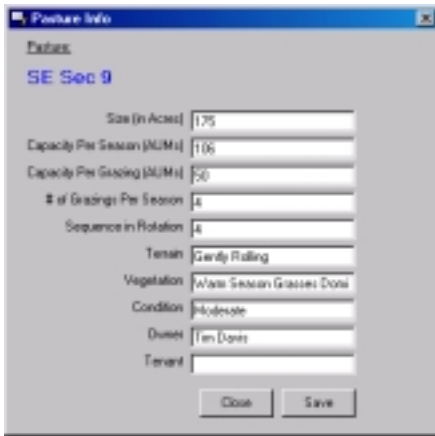 Pasture Info
Pasture:
SE Sec 9
Size (in Acres) 175
Capacity Per Season (AUMs) 106
Capacity Per Grazing (AUMs) 50
# of Grazings Per Season 4
Sequence in Rotation 4
Terrain Gently Rolling
Vegetation Warm Season Grasses Domi
Condition Moderate
Owner Tim Davis
Tenant
Close Save